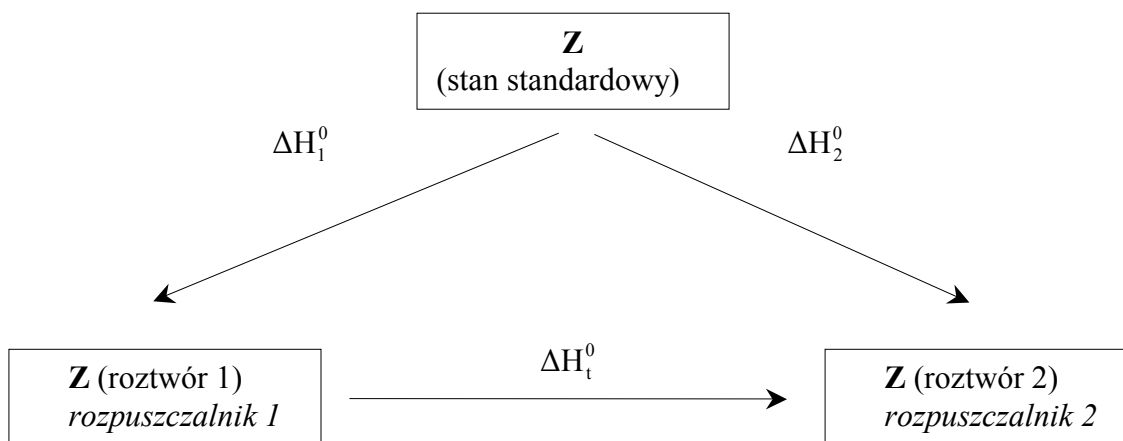 Z
(stan standardowy)
ΔH₁⁰
ΔH₂⁰
ΔHₜ⁰
Z (roztwór 1)
rozpuszczalnik 1
Z (roztwór 2)
rozpuszczalnik 2